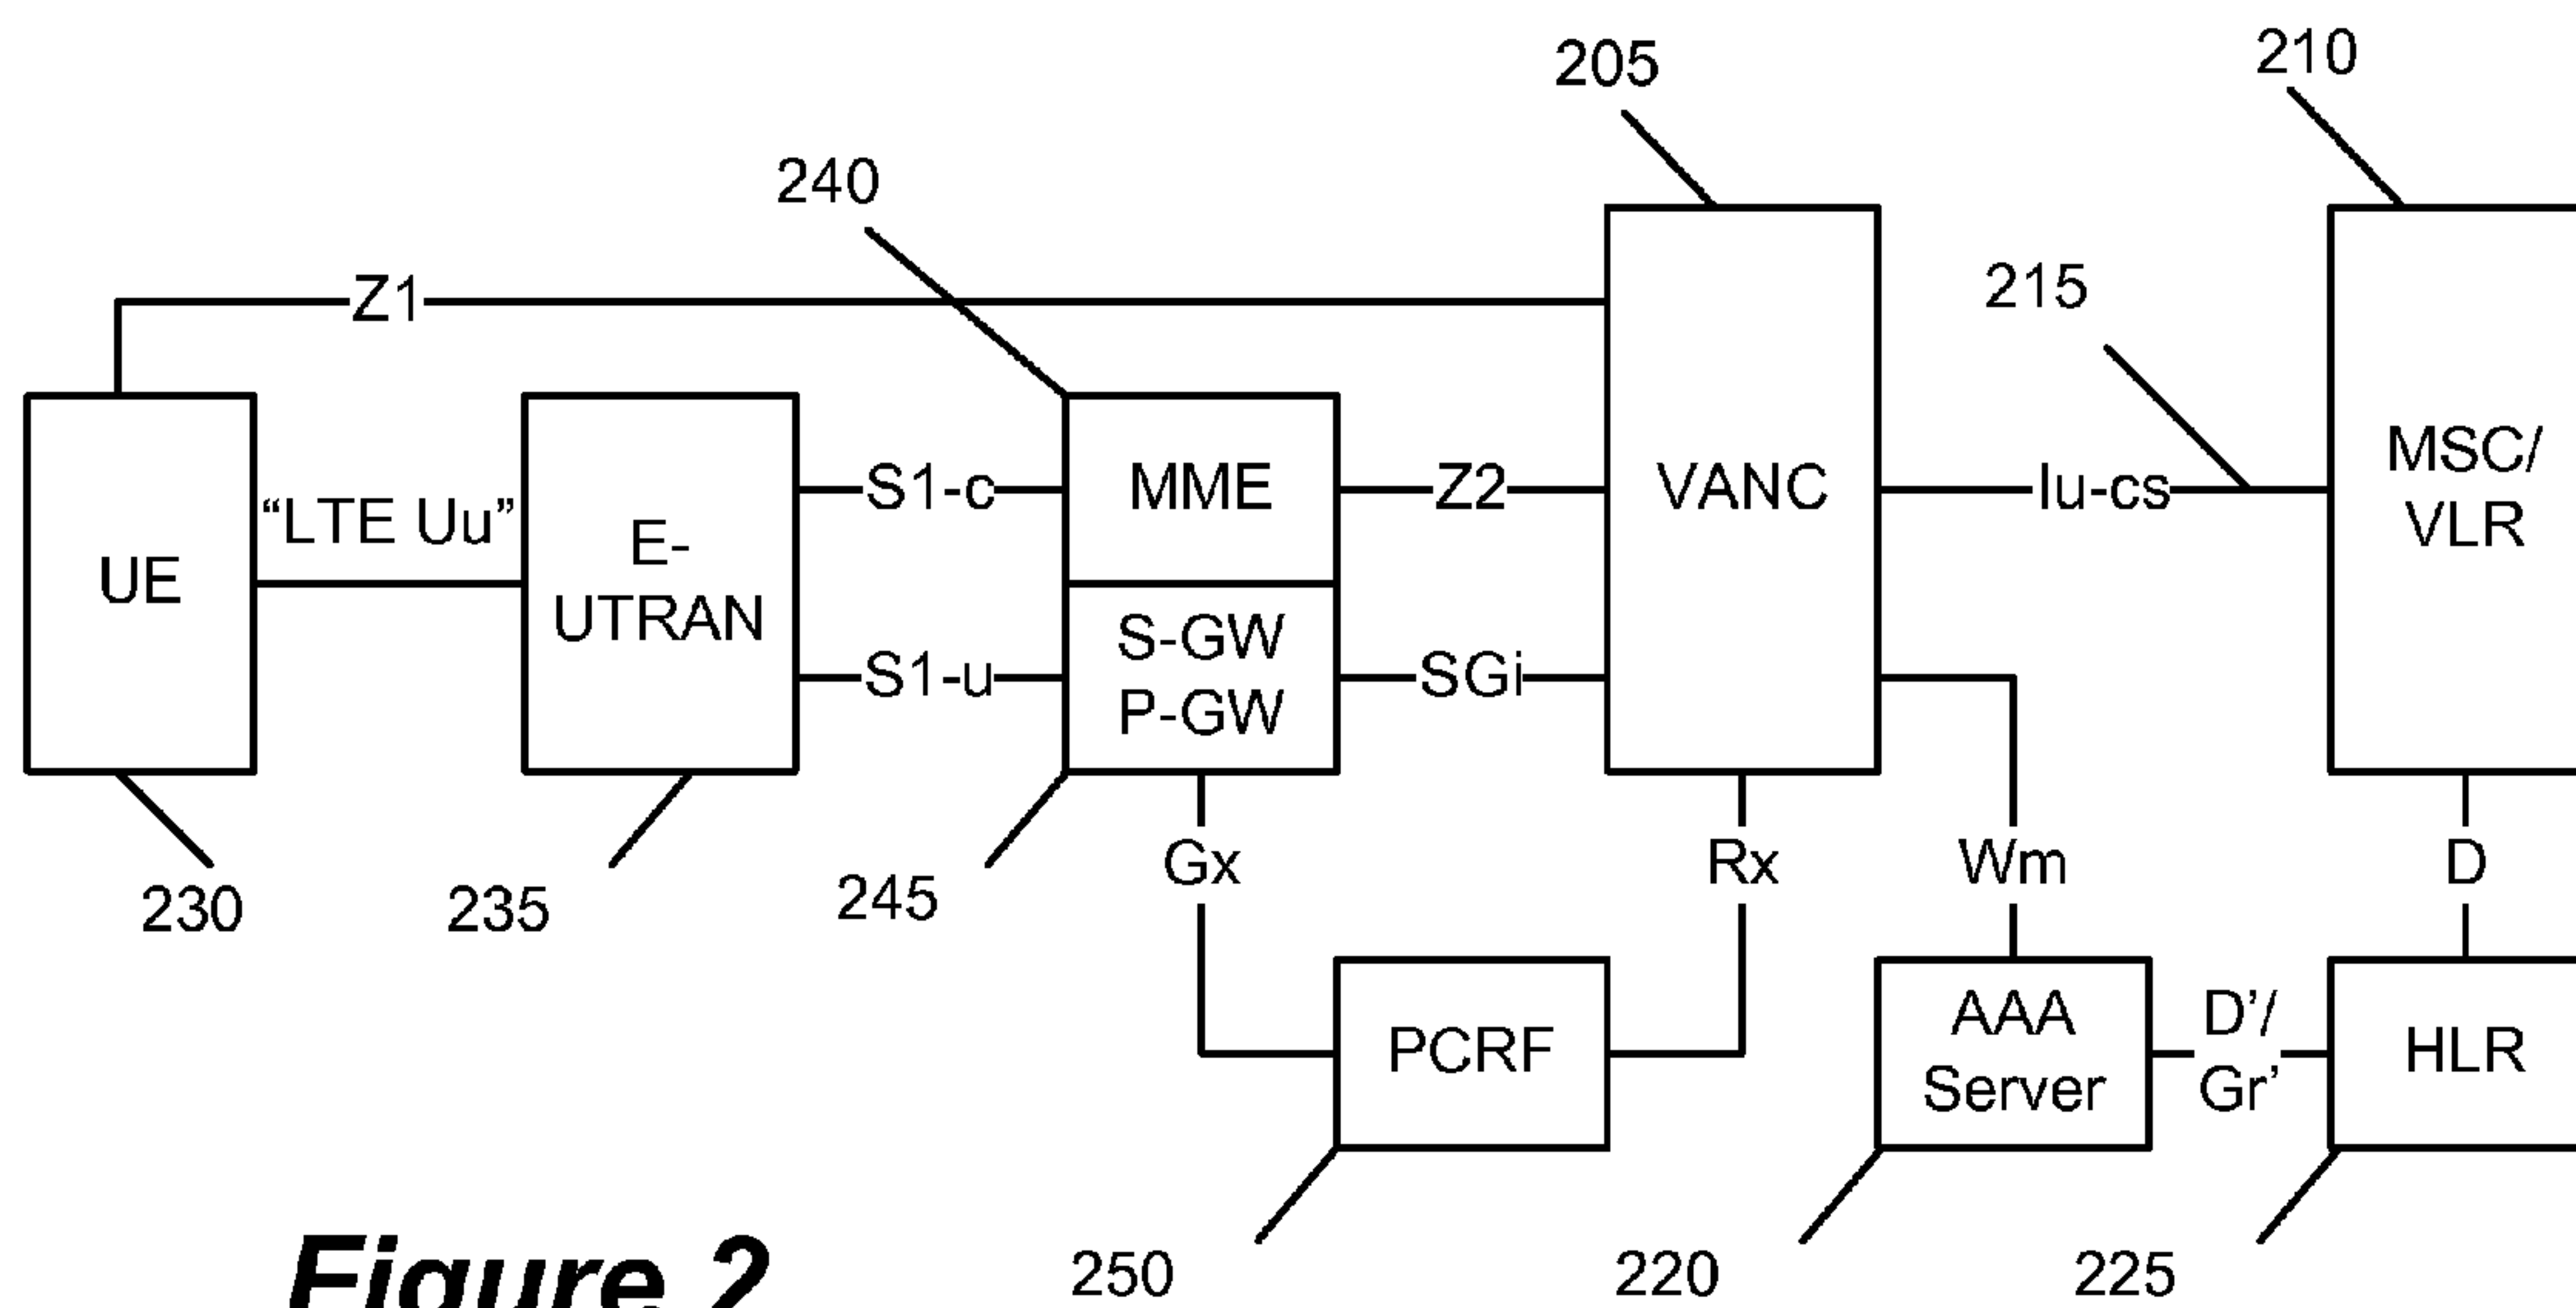 205
210
240
215
Z1
UE
"LTE Uu"
E-
UTRAN
S1-c
S1-u
MME
S-GW
P-GW
Z2
SGi
VANC
Iu-cs
MSC/
VLR
230
235
245
Gx
Rx
Wm
D
PCRF
AAA
Server
D'/
Gr'
HLR
250
220
225
Figure 2